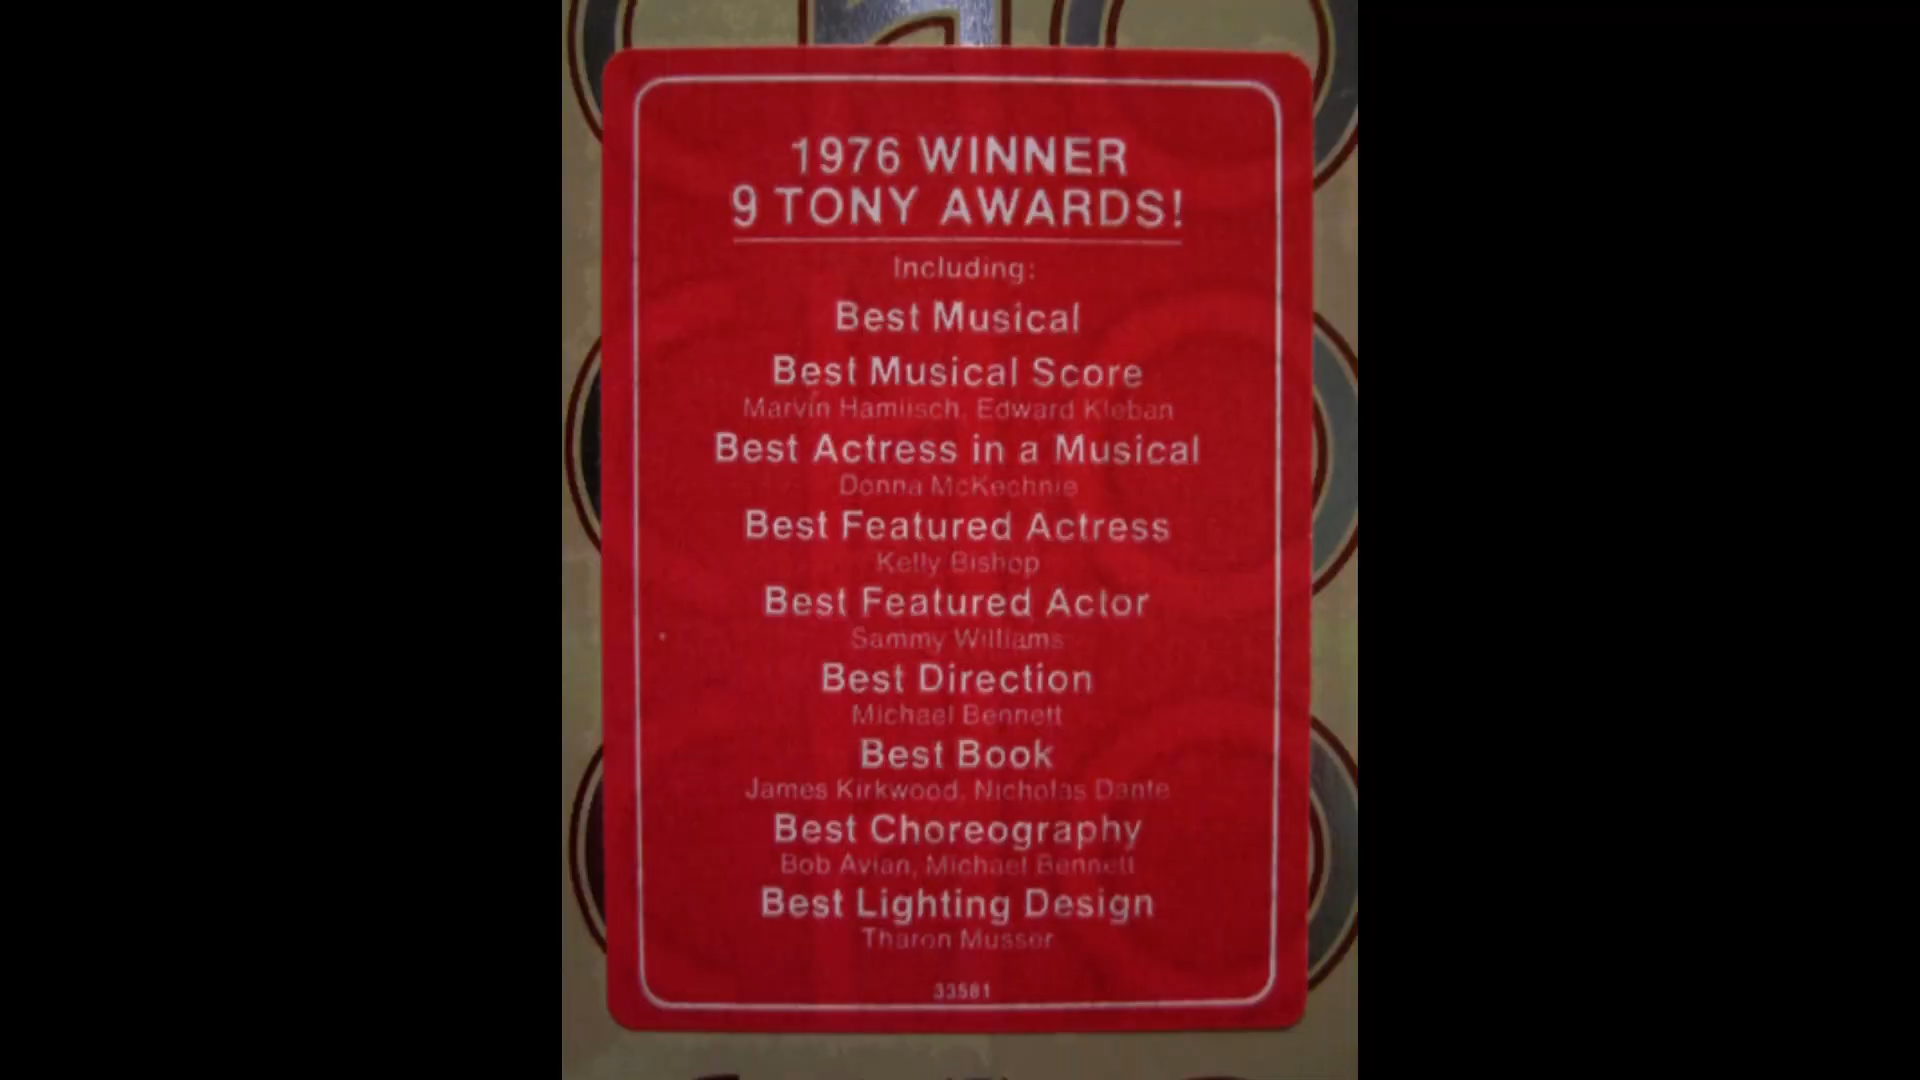 1976 WINNER
9 TONY AWARDS!
Including:
Best Musical
Best Musical Score
Marvin Hamlisch, Edward Kleban
Best Actress in a Musical
Donna McKechnie
Best Featured Actress
Kelly Bishop
Best Featured Actor
Sammy Williams
Best Direction
Michael Bennett
Best Book
James Kirkwood, Nicholas Dante
Best Choreography
Bob Avian, Michael Bennett
Best Lighting Design
Tharon Musser
33581